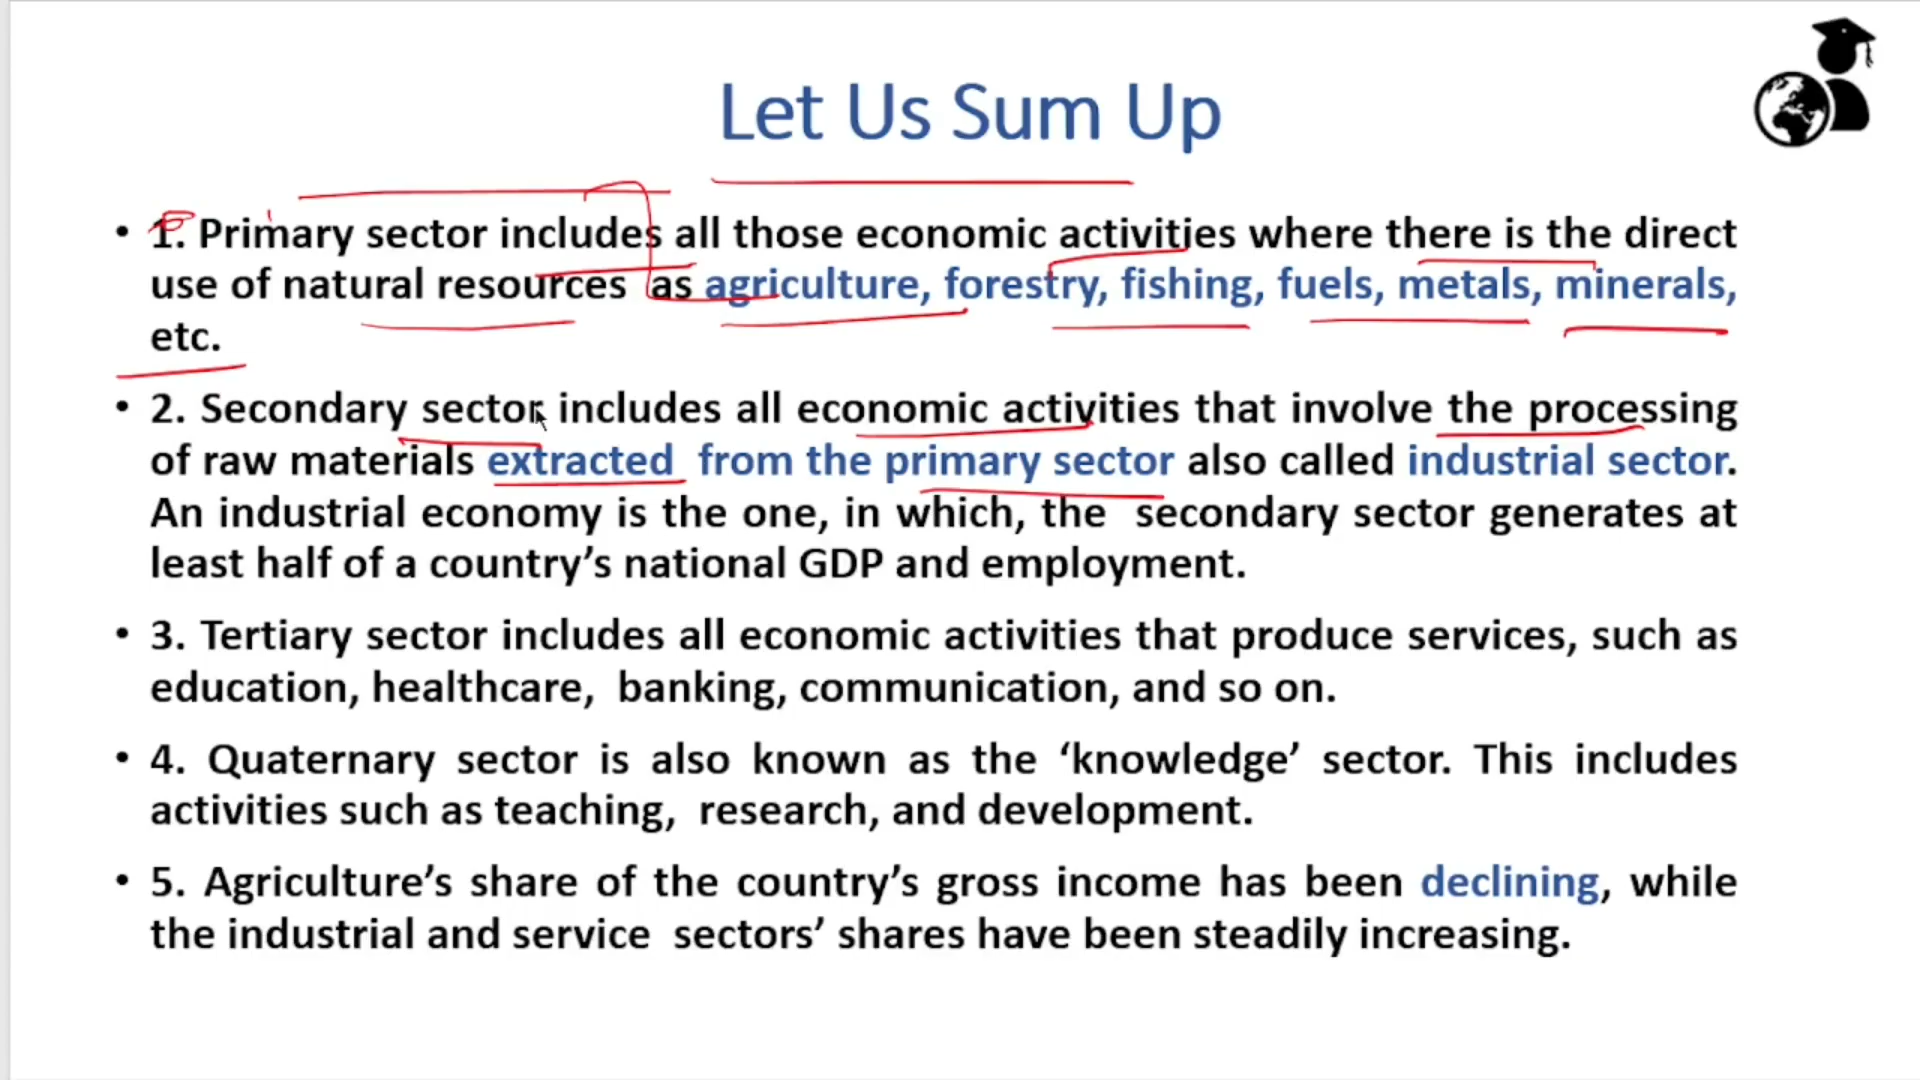 Let Us Sum Up
• 1. Primary sector includes all those economic activities where there is the direct
use of natural resources as agriculture, forestry, fishing, fuels, metals, minerals,
etc.
• 2. Secondary sector includes all economic activities that involve the processing
of raw materials extracted from the primary sector also called industrial sector.
An industrial economy is the one, in which, the secondary sector generates at
least half of a country’s national GDP and employment.
• 3. Tertiary sector includes all economic activities that produce services, such as
education, healthcare, banking, communication, and so on.
• 4. Quaternary sector is also known as the ‘knowledge’ sector. This includes
activities such as teaching, research, and development.
• 5. Agriculture’s share of the country’s gross income has been declining, while
the industrial and service sectors’ shares have been steadily increasing.